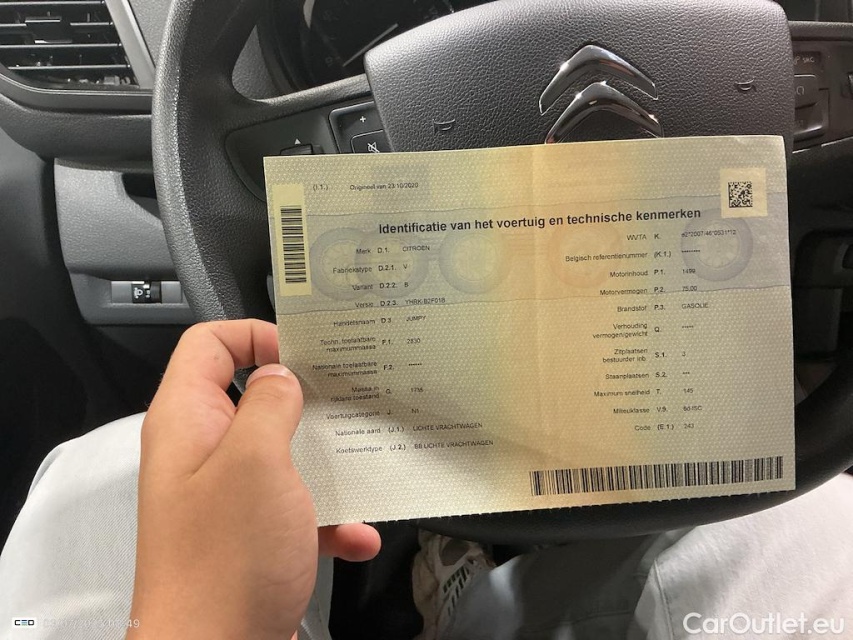 (I.1.) Origineel van 23/10/2020
Identificatie van het voertuig en technische kenmerken
Merk D.1. CITROEN
Fabriekstype D.2.1. V
Variant D.2.2. B
Versie D.2.3. YHBK-B2F01B
Handelsnaam D.3. JUMPY
Techn. toelaatbare
maximummassa F.1. 2830
Nationale toelaatbare
maximummassa F.2. ------
Massa in
rijklare toestand G. 1736
Voertuigcategorie J. N1
Nationale aard (J.1.) LICHTE VRACHTWAGEN
Koetswerktype (J.2.) BB LICHTE VRACHTWAGEN
WVTA K.
Belgisch referentienummer (K.1.) --------
Motorinhoud P.1. 1499
Motorvermogen P.2. 75,00
Brandstof P.3. GASOLIE
Verhouding
vermogen/gewicht Q. -----
Zitplaatsen
bestuurder inb S.1. 3
Staanplaatsen S.2. ---
Maximum snelheid T. 145
Milieuklasse V.9.
Code (E.1.) 343
CarOutlet.eu